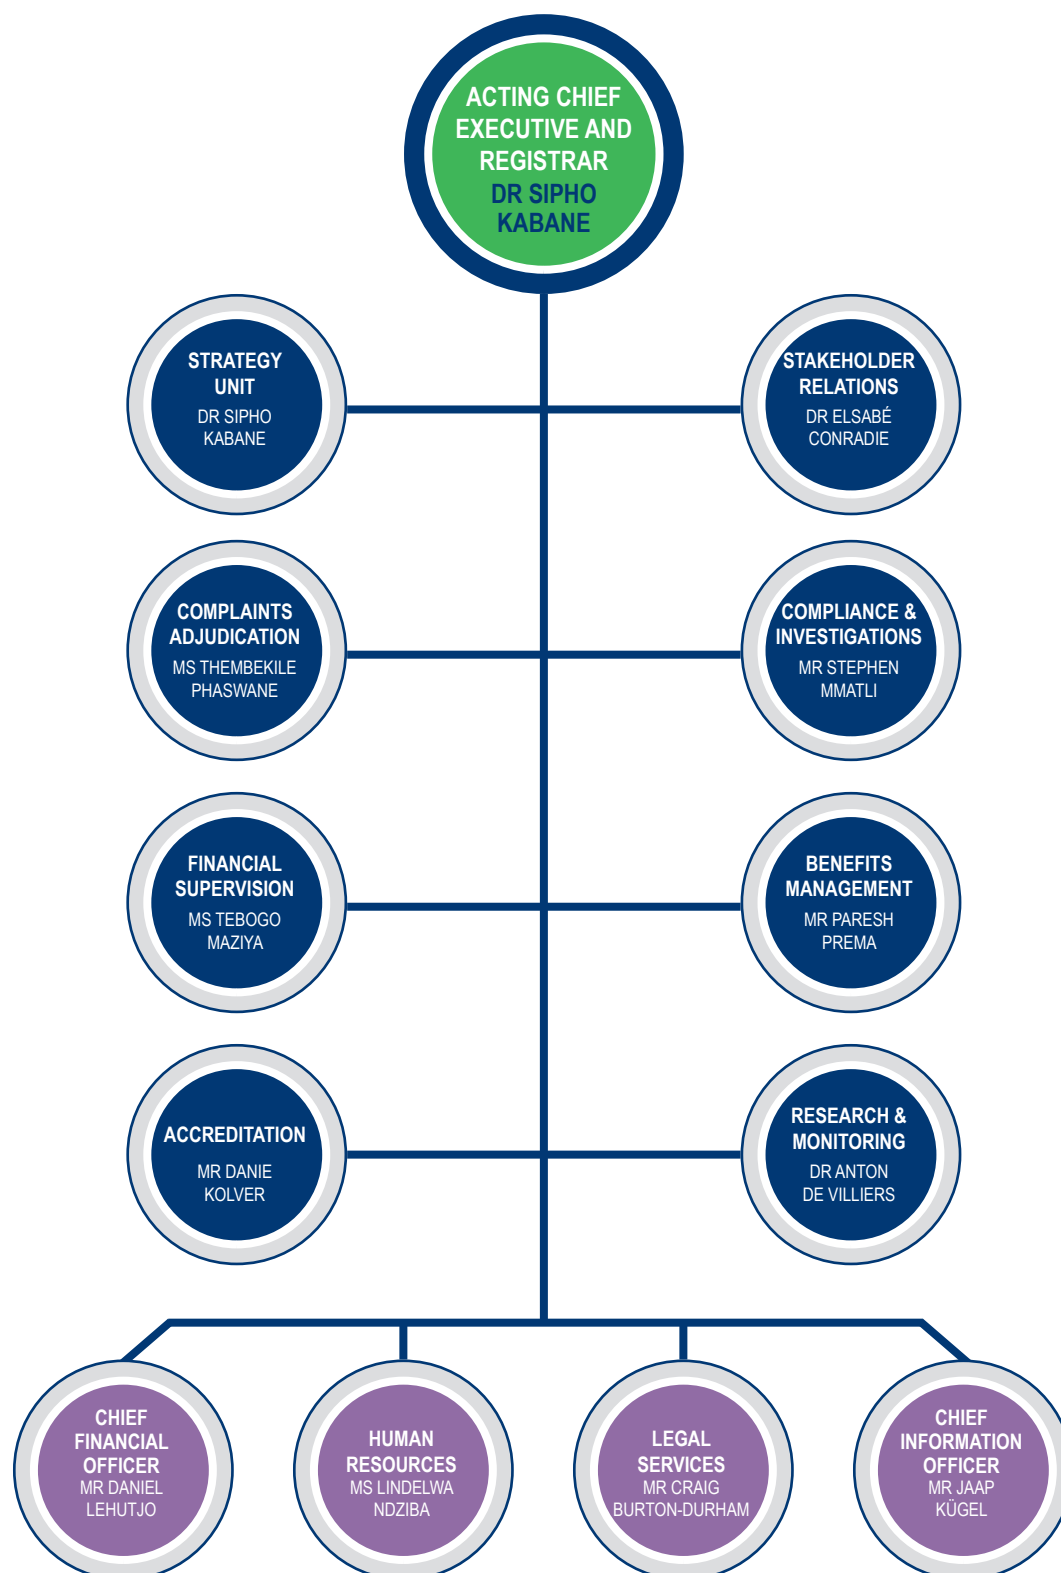 ACTING CHIEF
EXECUTIVE AND
REGISTRAR
DR SIPHO
KABANE
STRATEGY
UNIT
DR SIPHO
KABANE
STAKEHOLDER
RELATIONS
DR ELSABÉ
CONRADIE
COMPLAINTS
ADJUDICATION
MS THEMBEKILE
PHASWANE
COMPLIANCE &
INVESTIGATIONS
MR STEPHEN
MMATLI
FINANCIAL
SUPERVISION
MS TEBOGO
MAZIYA
BENEFITS
MANAGEMENT
MR PARESH
PREMA
ACCREDITATION
MR DANIE
KOLVER
RESEARCH &
MONITORING
DR ANTON
DE VILLIERS
CHIEF
FINANCIAL
OFFICER
MR DANIEL
LEHUTJO
HUMAN
RESOURCES
MS LINDELWA
NDZIBA
LEGAL
SERVICES
MR CRAIG
BURTON-DURHAM
CHIEF
INFORMATION
OFFICER
MR JAAP
KÜGEL